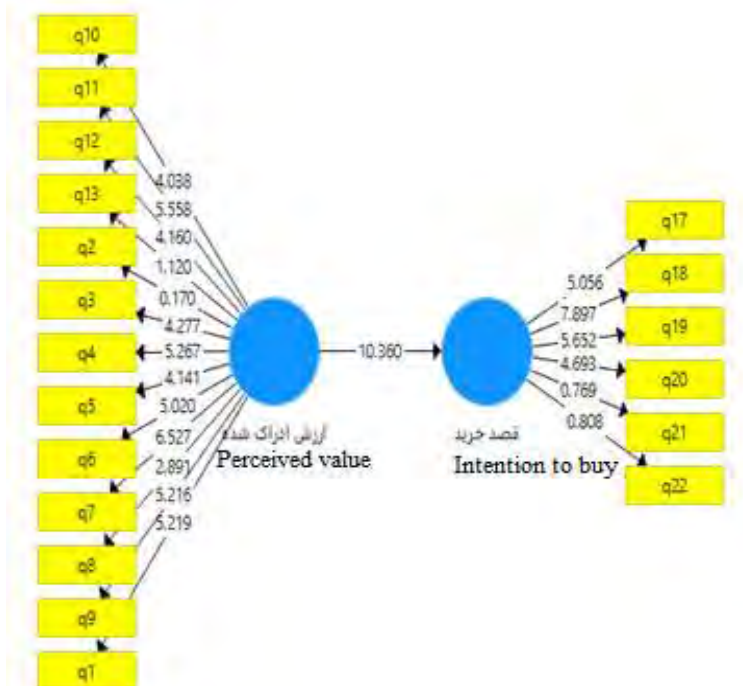 q10
q11
q12
q13
q2
q3
q4
q5
q6
q7
q8
q9
q1
4.038
5.558
4.160
1.120
0.170
4.277
5.267
4.141
5.020
6.527
2.891
5.216
5.219
ارزش ادراک شده
Perceived value
10.360
قصد خرید
Intention to buy
5.056
7.897
5.652
4.693
0.769
0.808
q17
q18
q19
q20
q21
q22